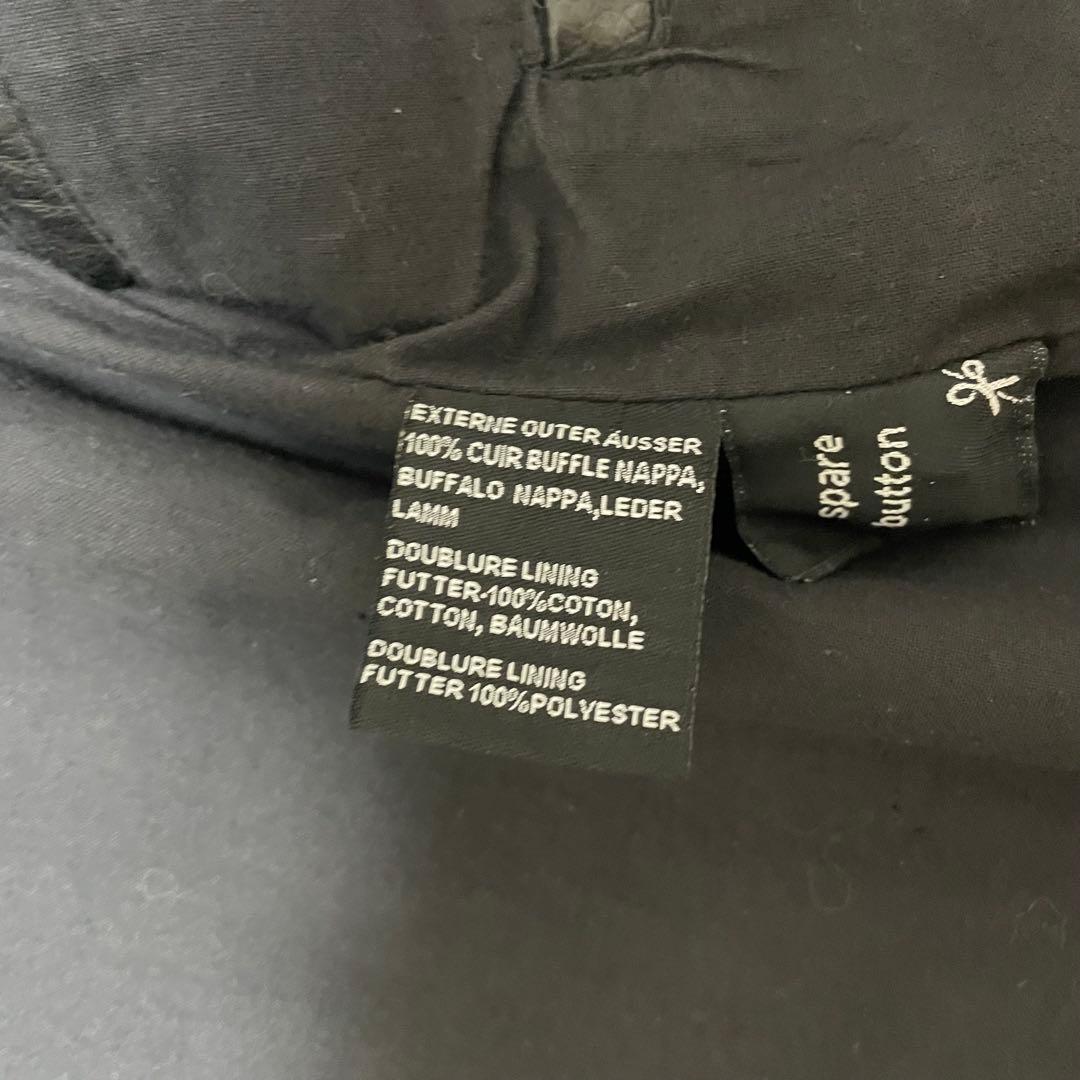 EXTERNE OUTER AUSSER
100% CUIR BUFFLE NAPPA,
BUFFALO NAPPA,LEDER
LAMM
DOUBLURE LINING
FUTTER-100%COTON,
COTTON, BAUMWOLLE
DOUBLURE LINING
FUTTER 100%POLYESTER
spare
button